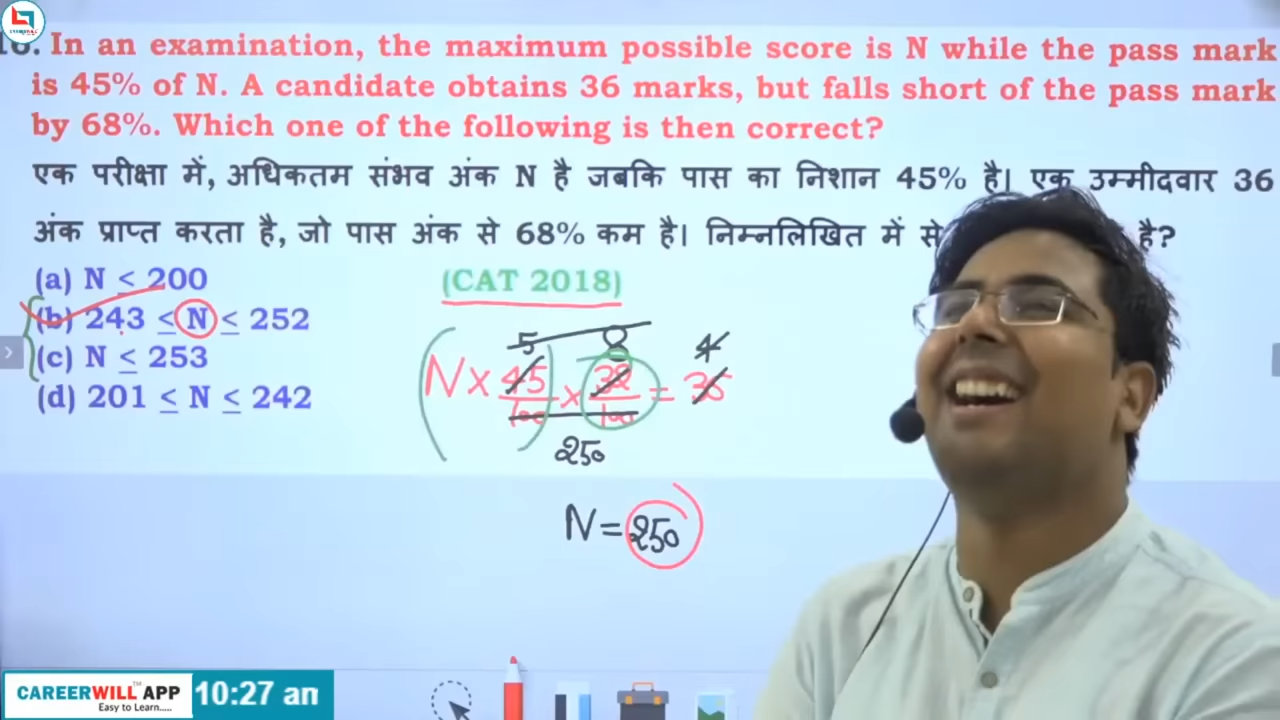 16. In an examination, the maximum possible score is N while the pass mark
is 45% of N. A candidate obtains 36 marks, but falls short of the pass mark
by 68%. Which one of the following is then correct?
एक परीक्षा में, अधिकतम संभव अंक N है जबकि पास का निशान 45% है। एक उम्मीदवार 36
अंक प्राप्त करता है, जो पास अंक से 68% कम है। निम्नलिखित में से है?
(a) N ≤ 200
(CAT 2018)
(b) 243 ≤ N ≤ 252
(c) N ≤ 253
(d) 201 ≤ N ≤ 242
5 8 4
N × 45/100 × 32/100 = 36
250
N = 250
CAREERWILL APP
Easy to Learn.....
10:27 an